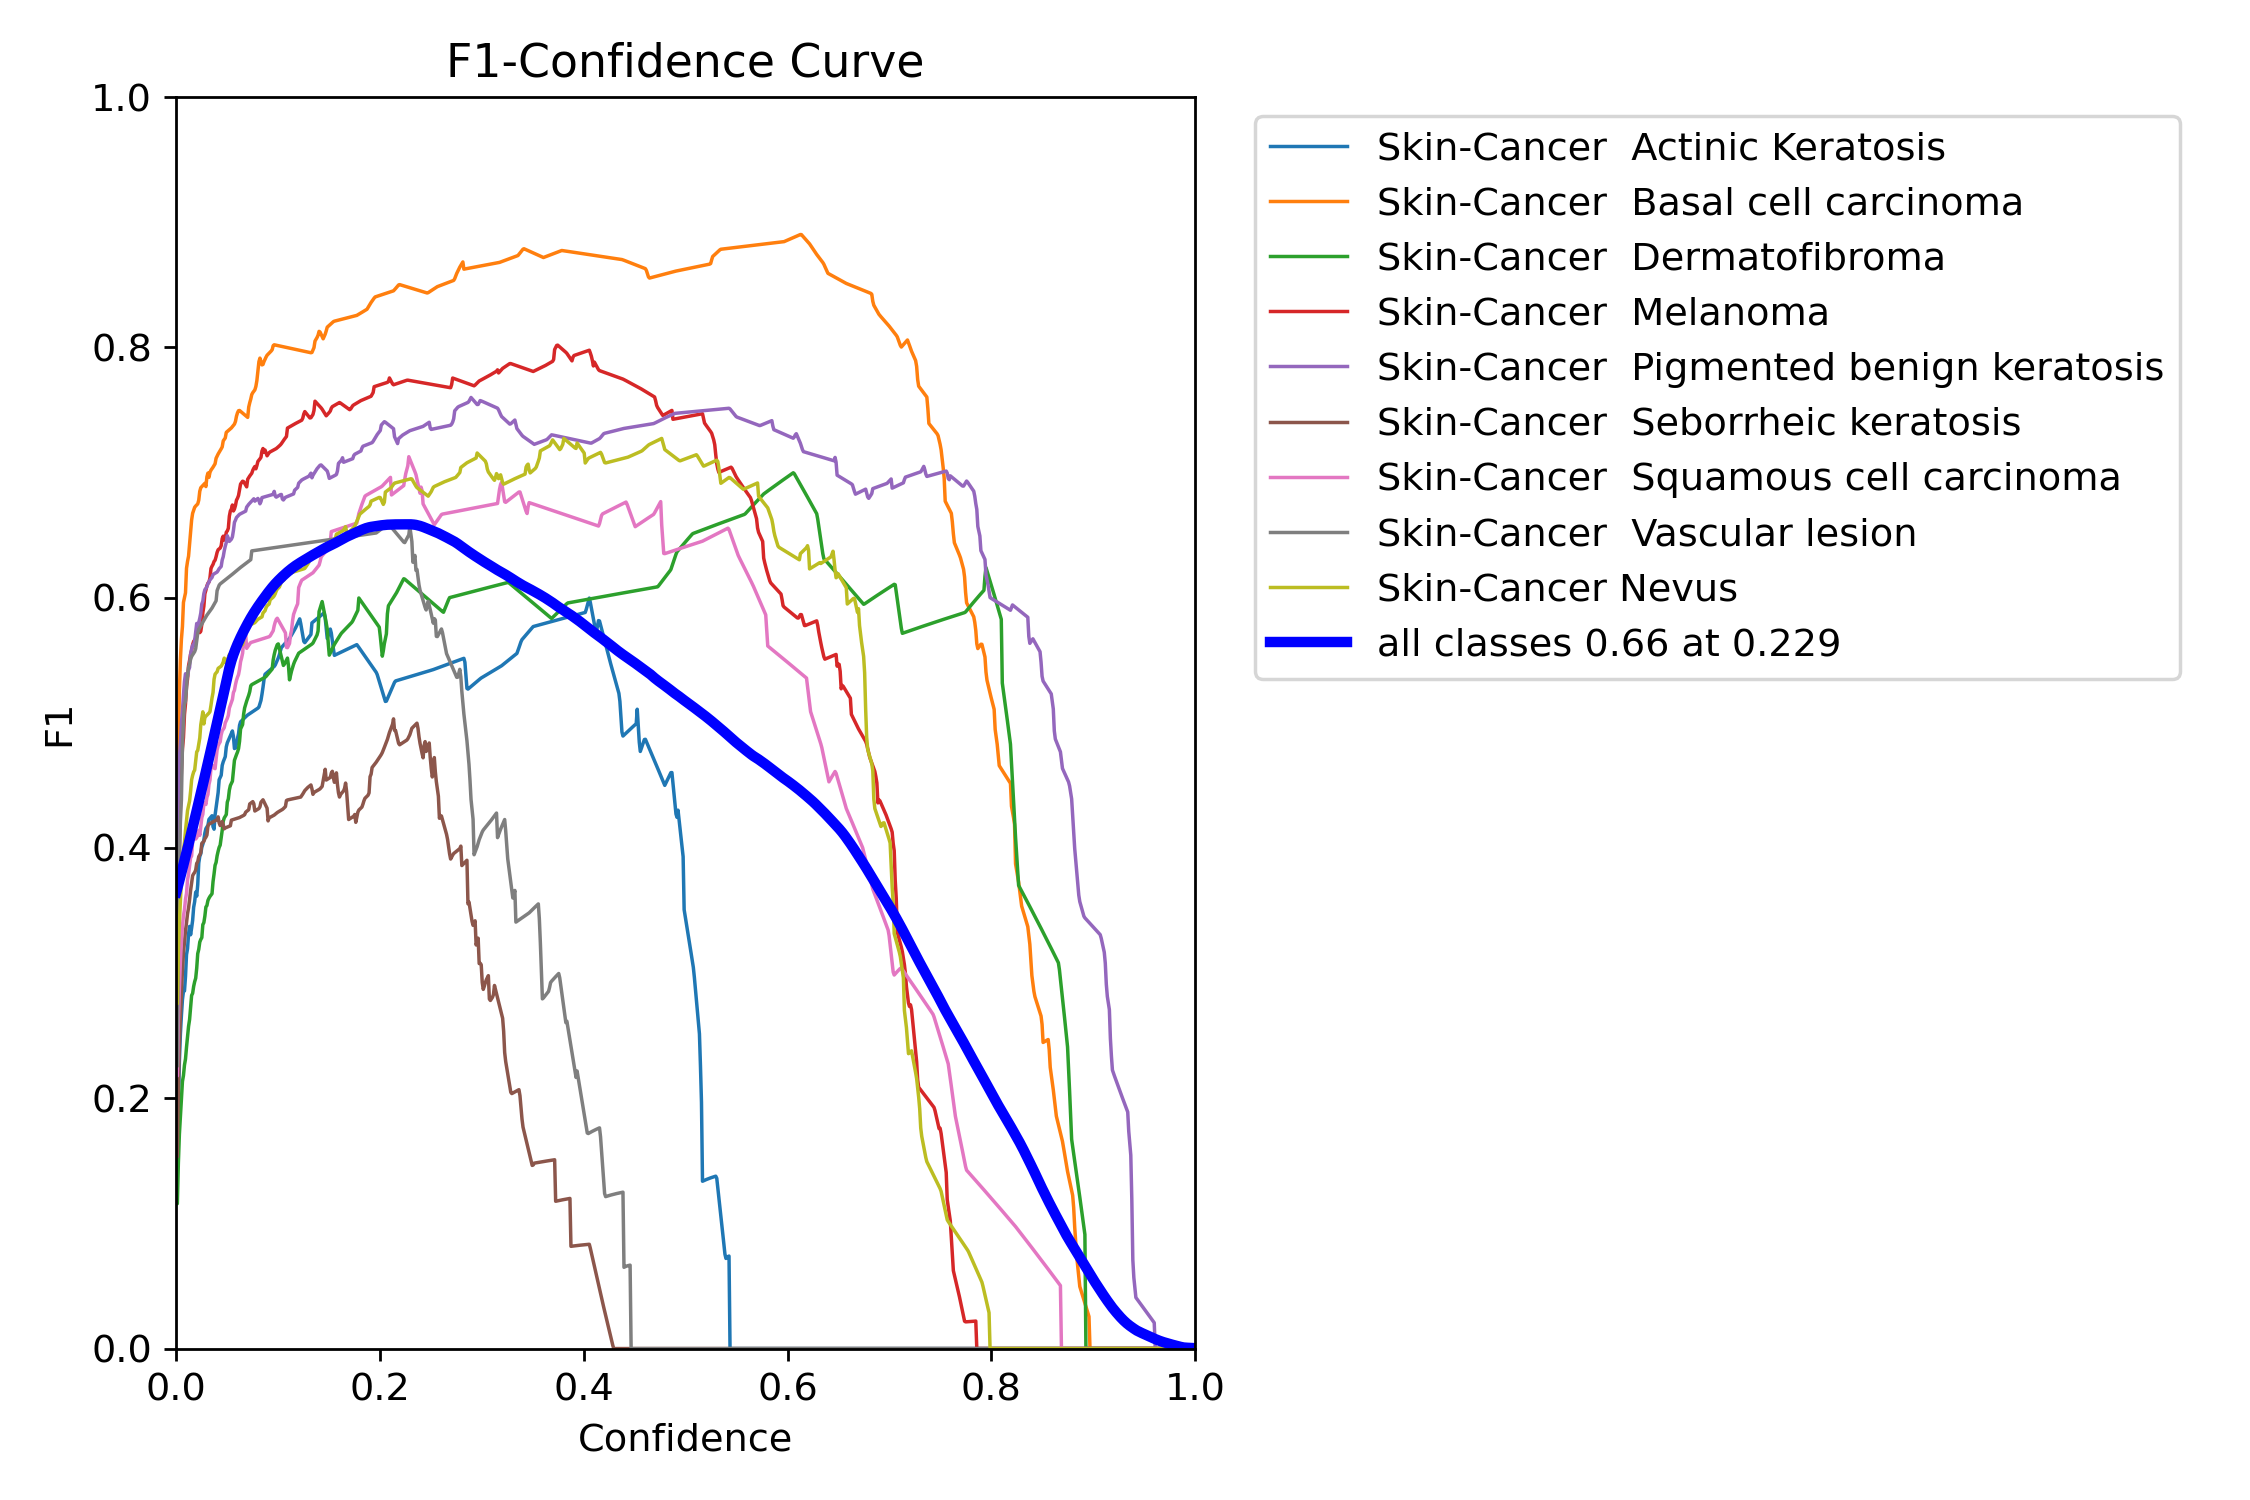 F1-Confidence Curve
1.0
0.8
0.6
0.4
0.2
0.0
F1
0.0 0.2 0.4 0.6 0.8 1.0
Confidence
Skin-Cancer  Actinic Keratosis
Skin-Cancer  Basal cell carcinoma
Skin-Cancer  Dermatofibroma
Skin-Cancer  Melanoma
Skin-Cancer  Pigmented benign keratosis
Skin-Cancer  Seborrheic keratosis
Skin-Cancer  Squamous cell carcinoma
Skin-Cancer  Vascular lesion
Skin-Cancer Nevus
all classes 0.66 at 0.229